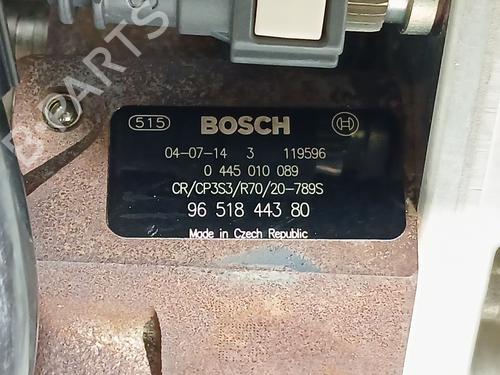 B-PARTS
515 BOSCH
04-07-14 3 119596
0 445 010 089
CR/CP3S3/R70/20-789S
96 518 443 80
Made in Czech Republic